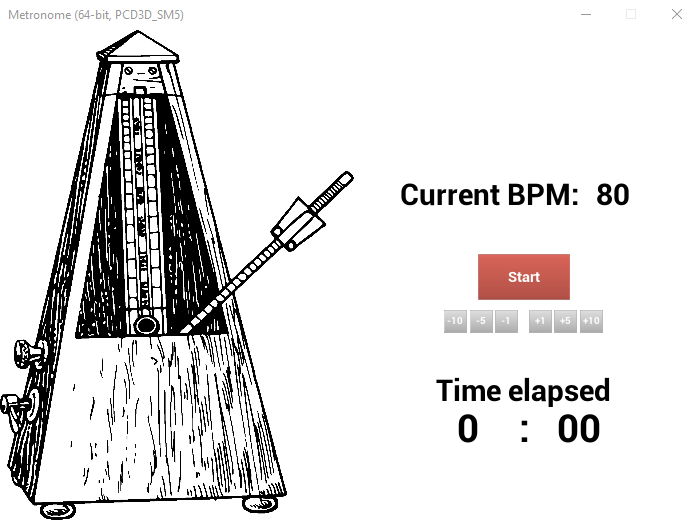 Metronome (64-bit, PCD3D_SM5)
Current BPM: 80
Start
-10 -5 -1 +1 +5 +10
Time elapsed
0 : 00